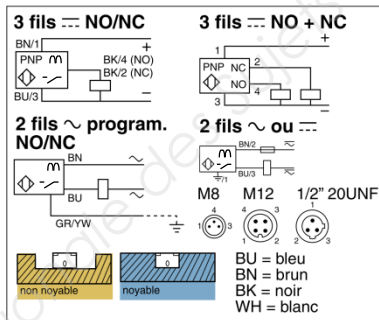 3 fils ⎓ NO/NC
BN/1
+
PNP
BK/4 (NO)
BK/2 (NC)
BU/3
−
3 fils ⎓ NO + NC
1
+
PNP NC 2
NO 4
3
−
2 fils ∼ program.
NO/NC
BN
∼
BU
∼
GR/YW
2 fils ∼ ou ⎓
BN/2
BU/3
/1
M8 M12 1/2" 20UNF
4
1 3
4 3
1 2
1
3 2
0
non noyable
0
noyable
BU = bleu
BN = brun
BK = noir
WH = blanc